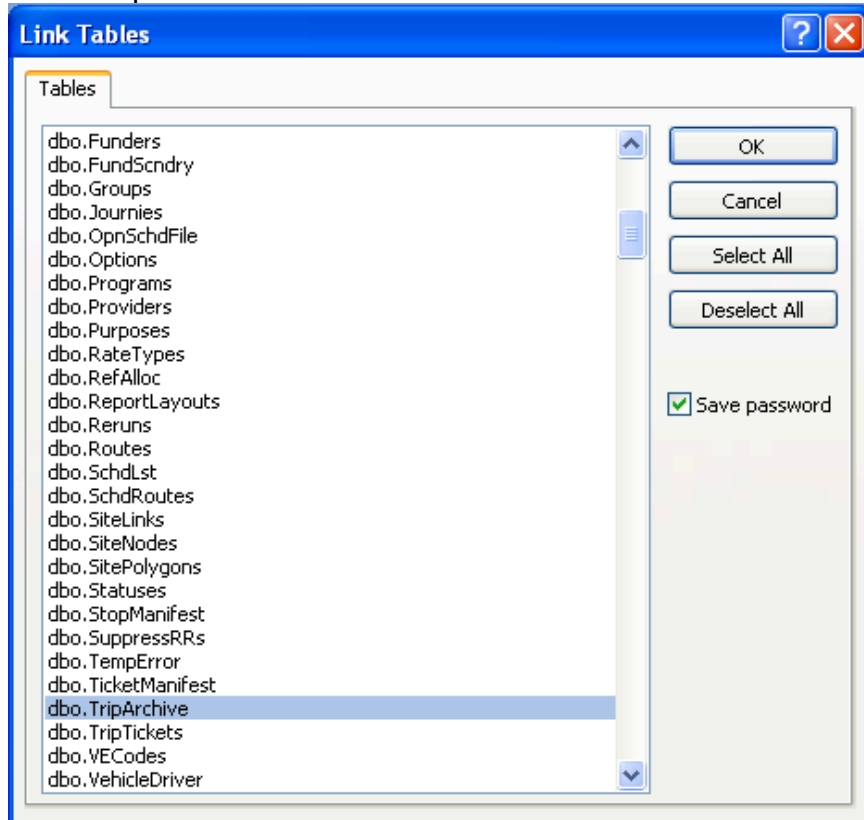 Link Tables
Tables
dbo.Funders
dbo.FundScndry
dbo.Groups
dbo.Journies
dbo.OpnSchdFile
dbo.Options
dbo.Programs
dbo.Providers
dbo.Purposes
dbo.RateTypes
dbo.RefAlloc
dbo.ReportLayouts
dbo.Reruns
dbo.Routes
dbo.SchdLst
dbo.SchdRoutes
dbo.SiteLinks
dbo.SiteNodes
dbo.SitePolygons
dbo.Statuses
dbo.StopManifest
dbo.SuppressRRs
dbo.TempError
dbo.TicketManifest
dbo.TripArchive
dbo.TripTickets
dbo.VECodes
dbo.VehicleDriver
OK
Cancel
Select All
Deselect All
Save password